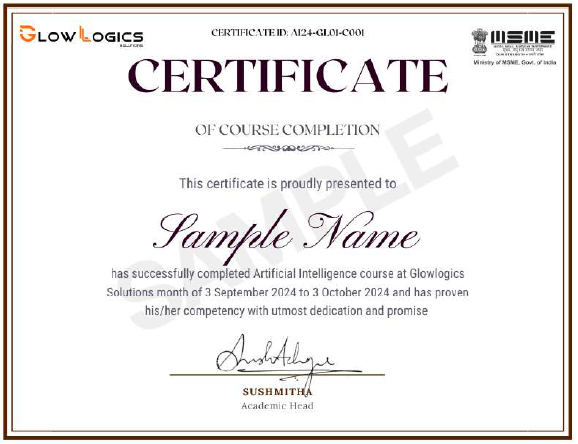 GLOWLOGICS
SOLUTIONS
CERTIFICATE ID: AI24-GL01-C001
MSME
Ministry of MSME, Govt. of India
CERTIFICATE
OF COURSE COMPLETION
This certificate is proudly presented to
SAMPLE
Sample Name
has successfully completed Artificial Intelligence course at Glowlogics
Solutions month of 3 September 2024 to 3 October 2024 and has proven
his/her competency with utmost dedication and promise
SUSHMITHA
Academic Head